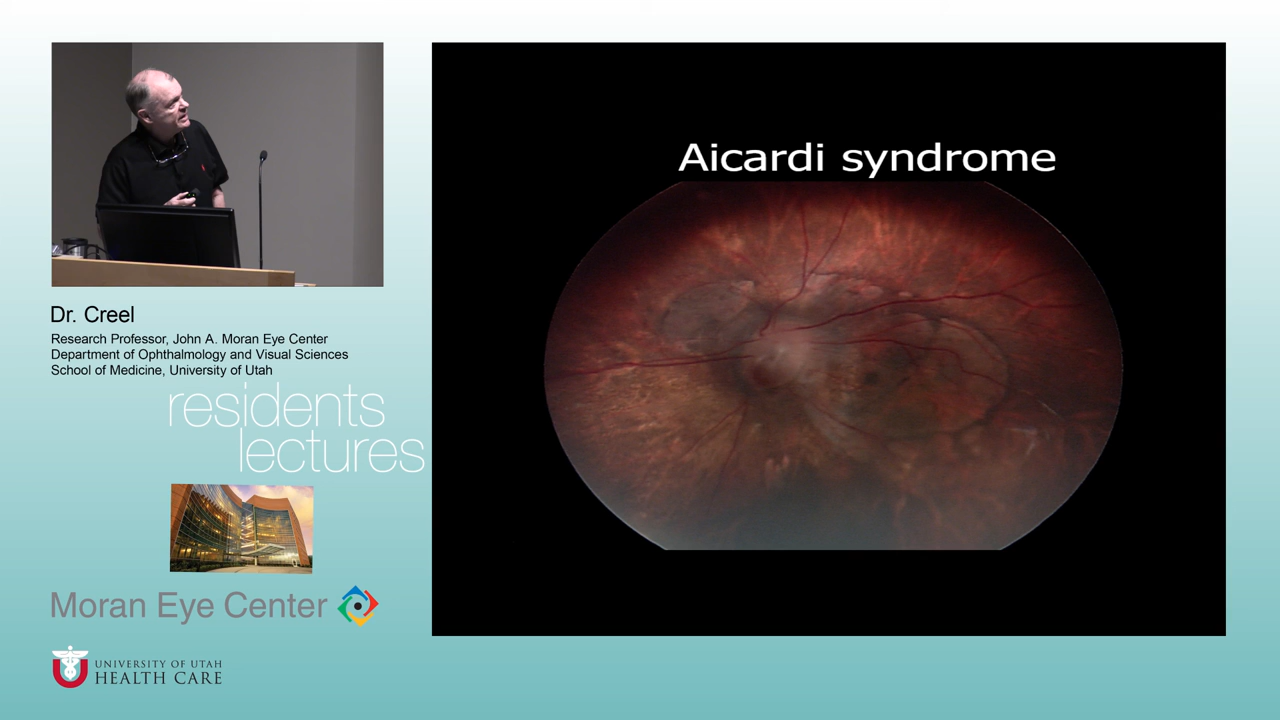 Aicardi syndrome
Dr. Creel
Research Professor, John A. Moran Eye Center
Department of Ophthalmology and Visual Sciences
School of Medicine, University of Utah
residents
lectures
Moran Eye Center
UNIVERSITY OF UTAH
HEALTH CARE